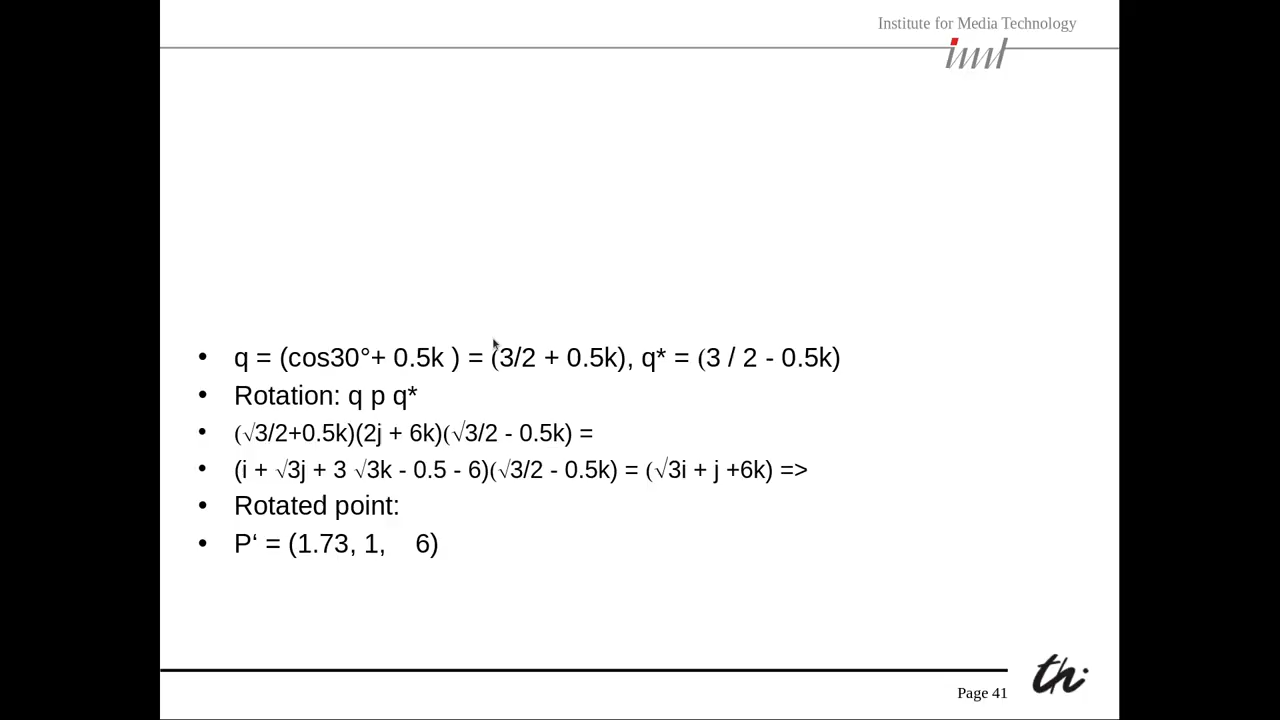 Institute for Media Technology
iml
• q = (cos30°+ 0.5k ) = (3/2 + 0.5k), q* = (3 / 2 - 0.5k)
• Rotation: q p q*
• (√3/2+0.5k)(2j + 6k)(√3/2 - 0.5k) =
• (i + √3j + 3 √3k - 0.5 - 6)(√3/2 - 0.5k) = (√3i + j +6k) =>
• Rotated point:
• P‘ = (1.73, 1, 6)
th
Page 41